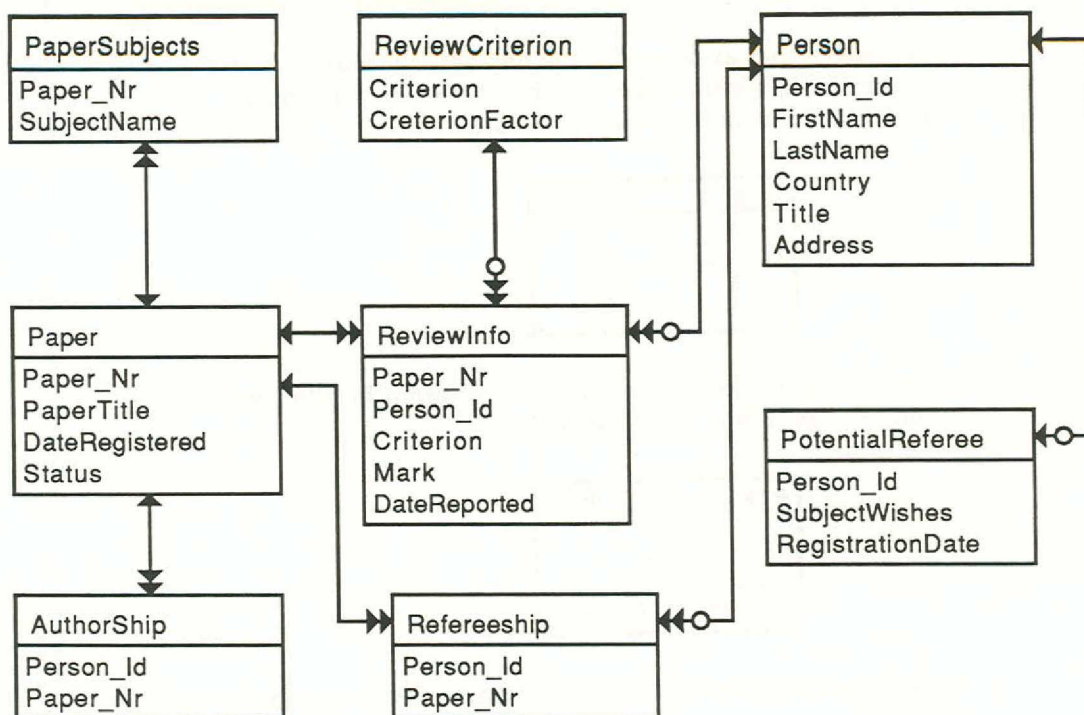 PaperSubjects
Paper_Nr
SubjectName
ReviewCriterion
Criterion
CreterionFactor
Person
Person_Id
FirstName
LastName
Country
Title
Address
Paper
Paper_Nr
PaperTitle
DateRegistered
Status
ReviewInfo
Paper_Nr
Person_Id
Criterion
Mark
DateReported
PotentialReferee
Person_Id
SubjectWishes
RegistrationDate
AuthorShip
Person_Id
Paper_Nr
Refereeship
Person_Id
Paper_Nr